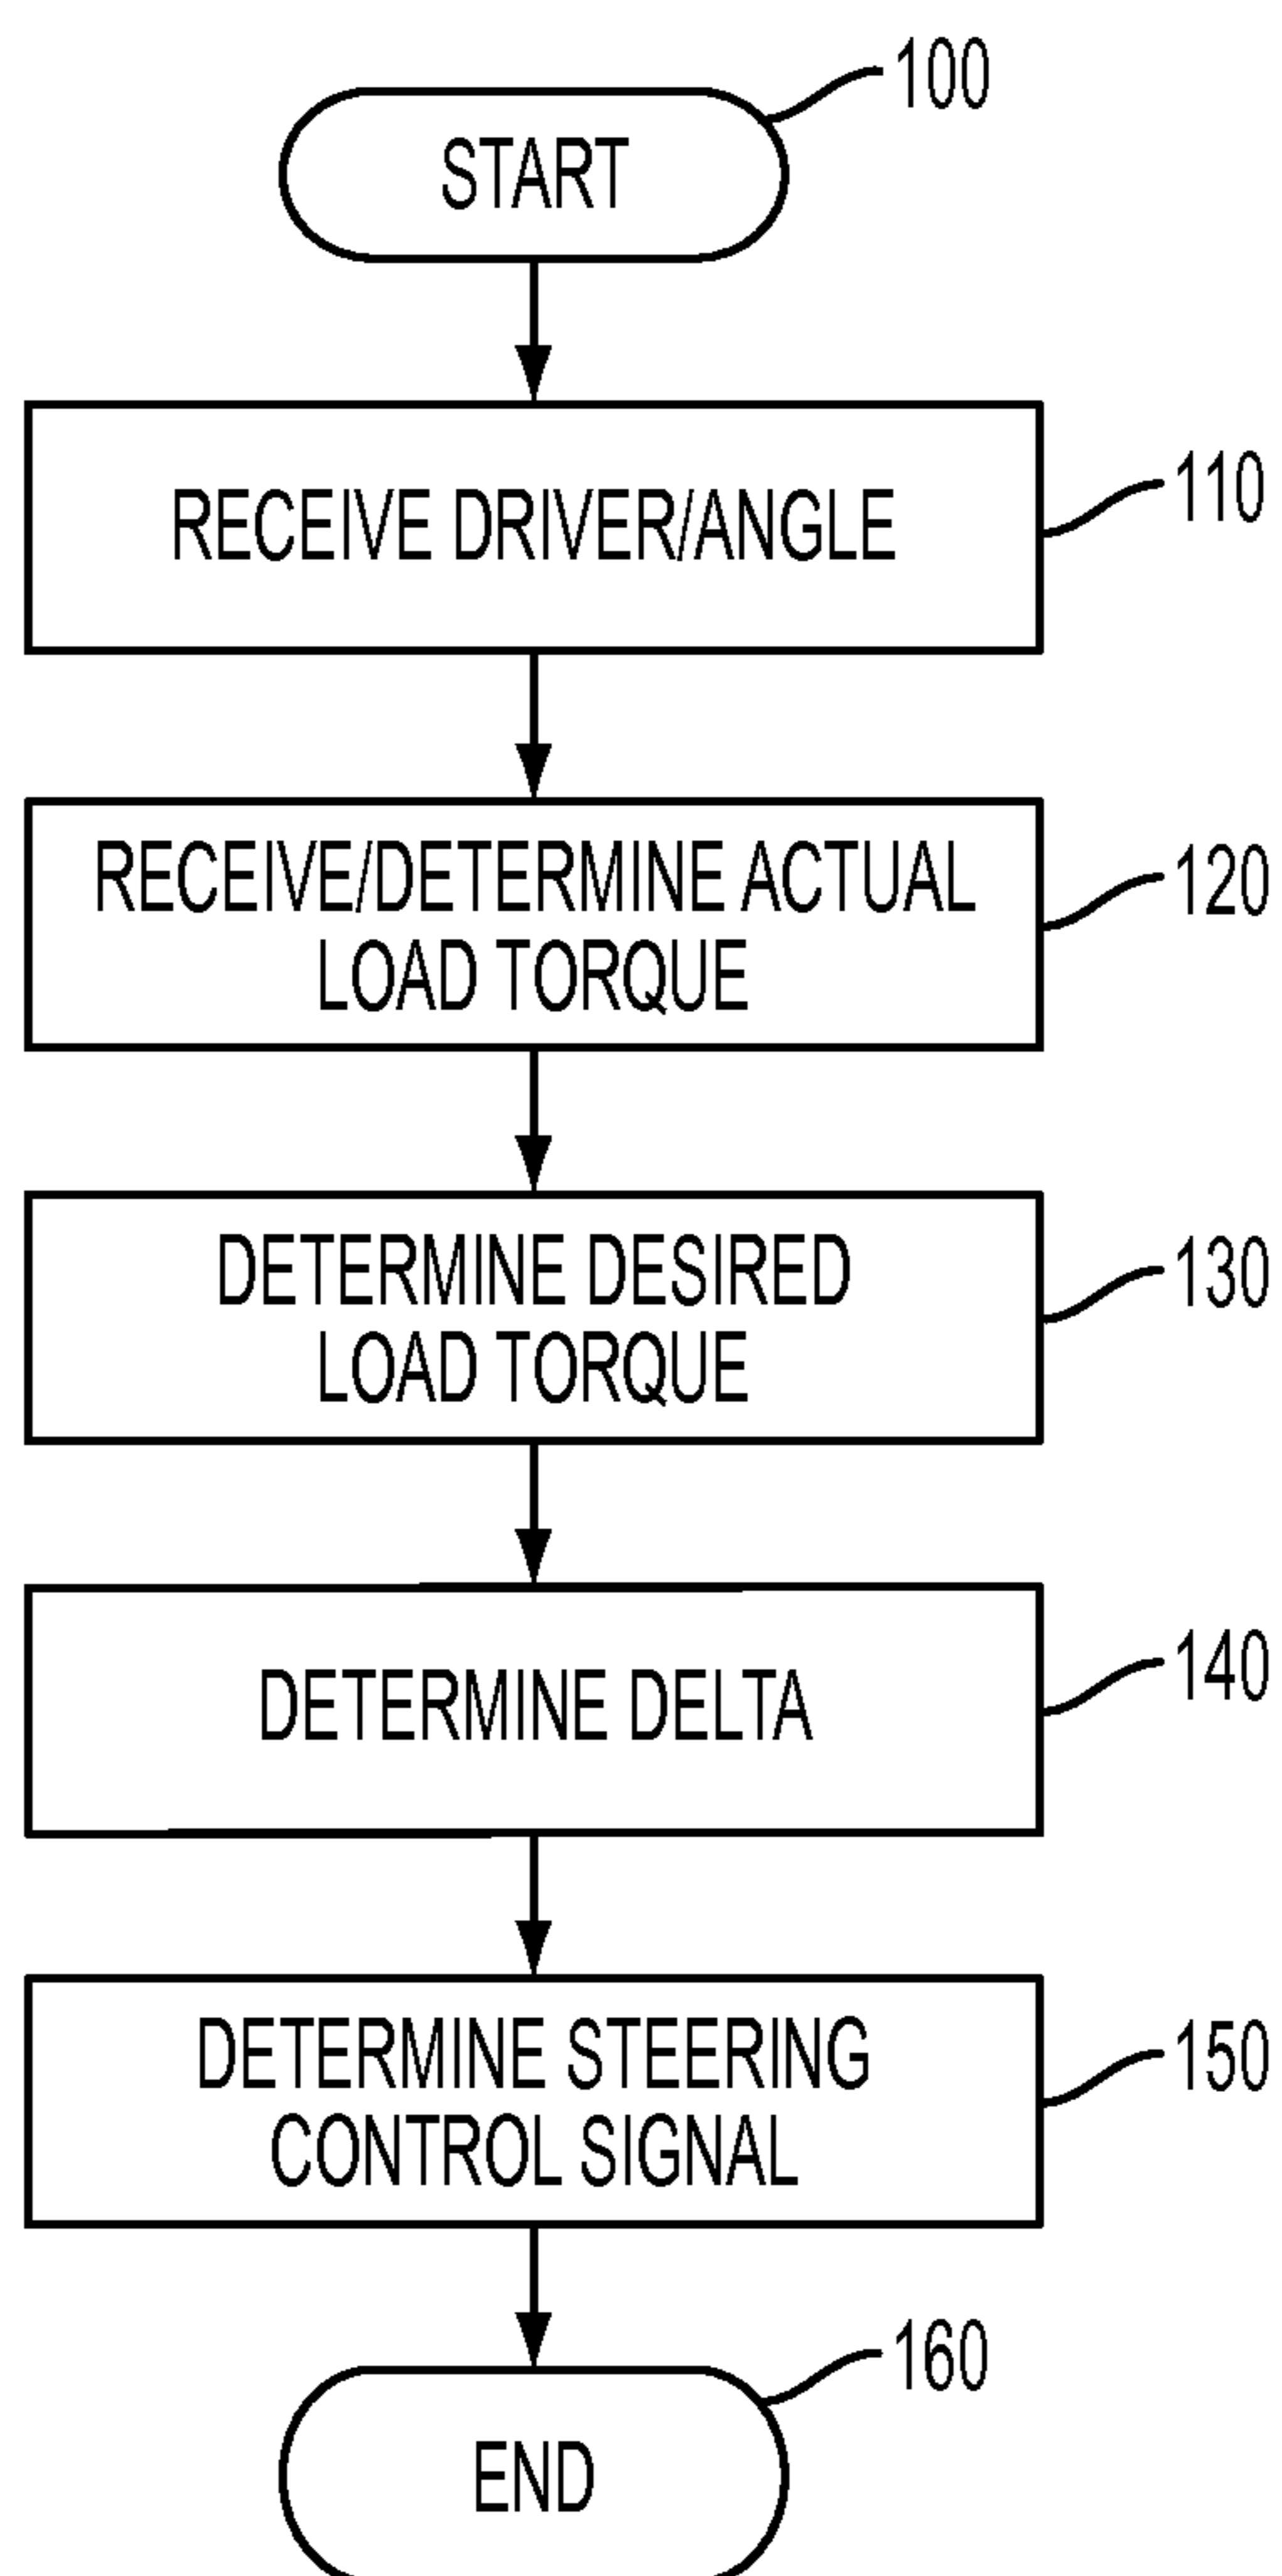 100
START
RECEIVE DRIVER/ANGLE
110
RECEIVE/DETERMINE ACTUAL
LOAD TORQUE
120
DETERMINE DESIRED
LOAD TORQUE
130
DETERMINE DELTA
140
DETERMINE STEERING
CONTROL SIGNAL
150
160
END